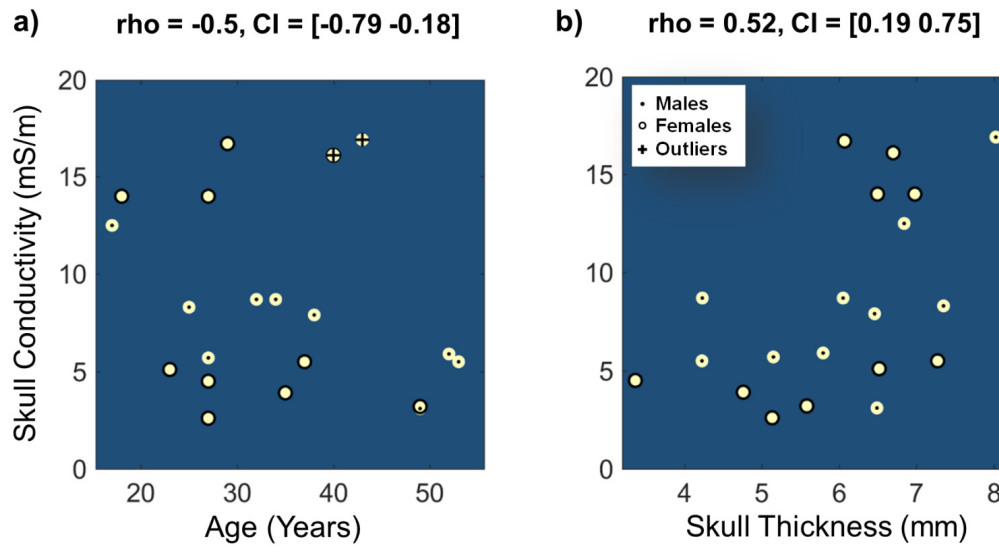 a)
rho = -0.5, CI = [-0.79 -0.18]
Skull Conductivity (mS/m)
20
15
10
5
0
20 30 40 50
Age (Years)
b)
rho = 0.52, CI = [0.19 0.75]
Males
Females
Outliers
20
15
10
5
0
4 5 6 7 8
Skull Thickness (mm)